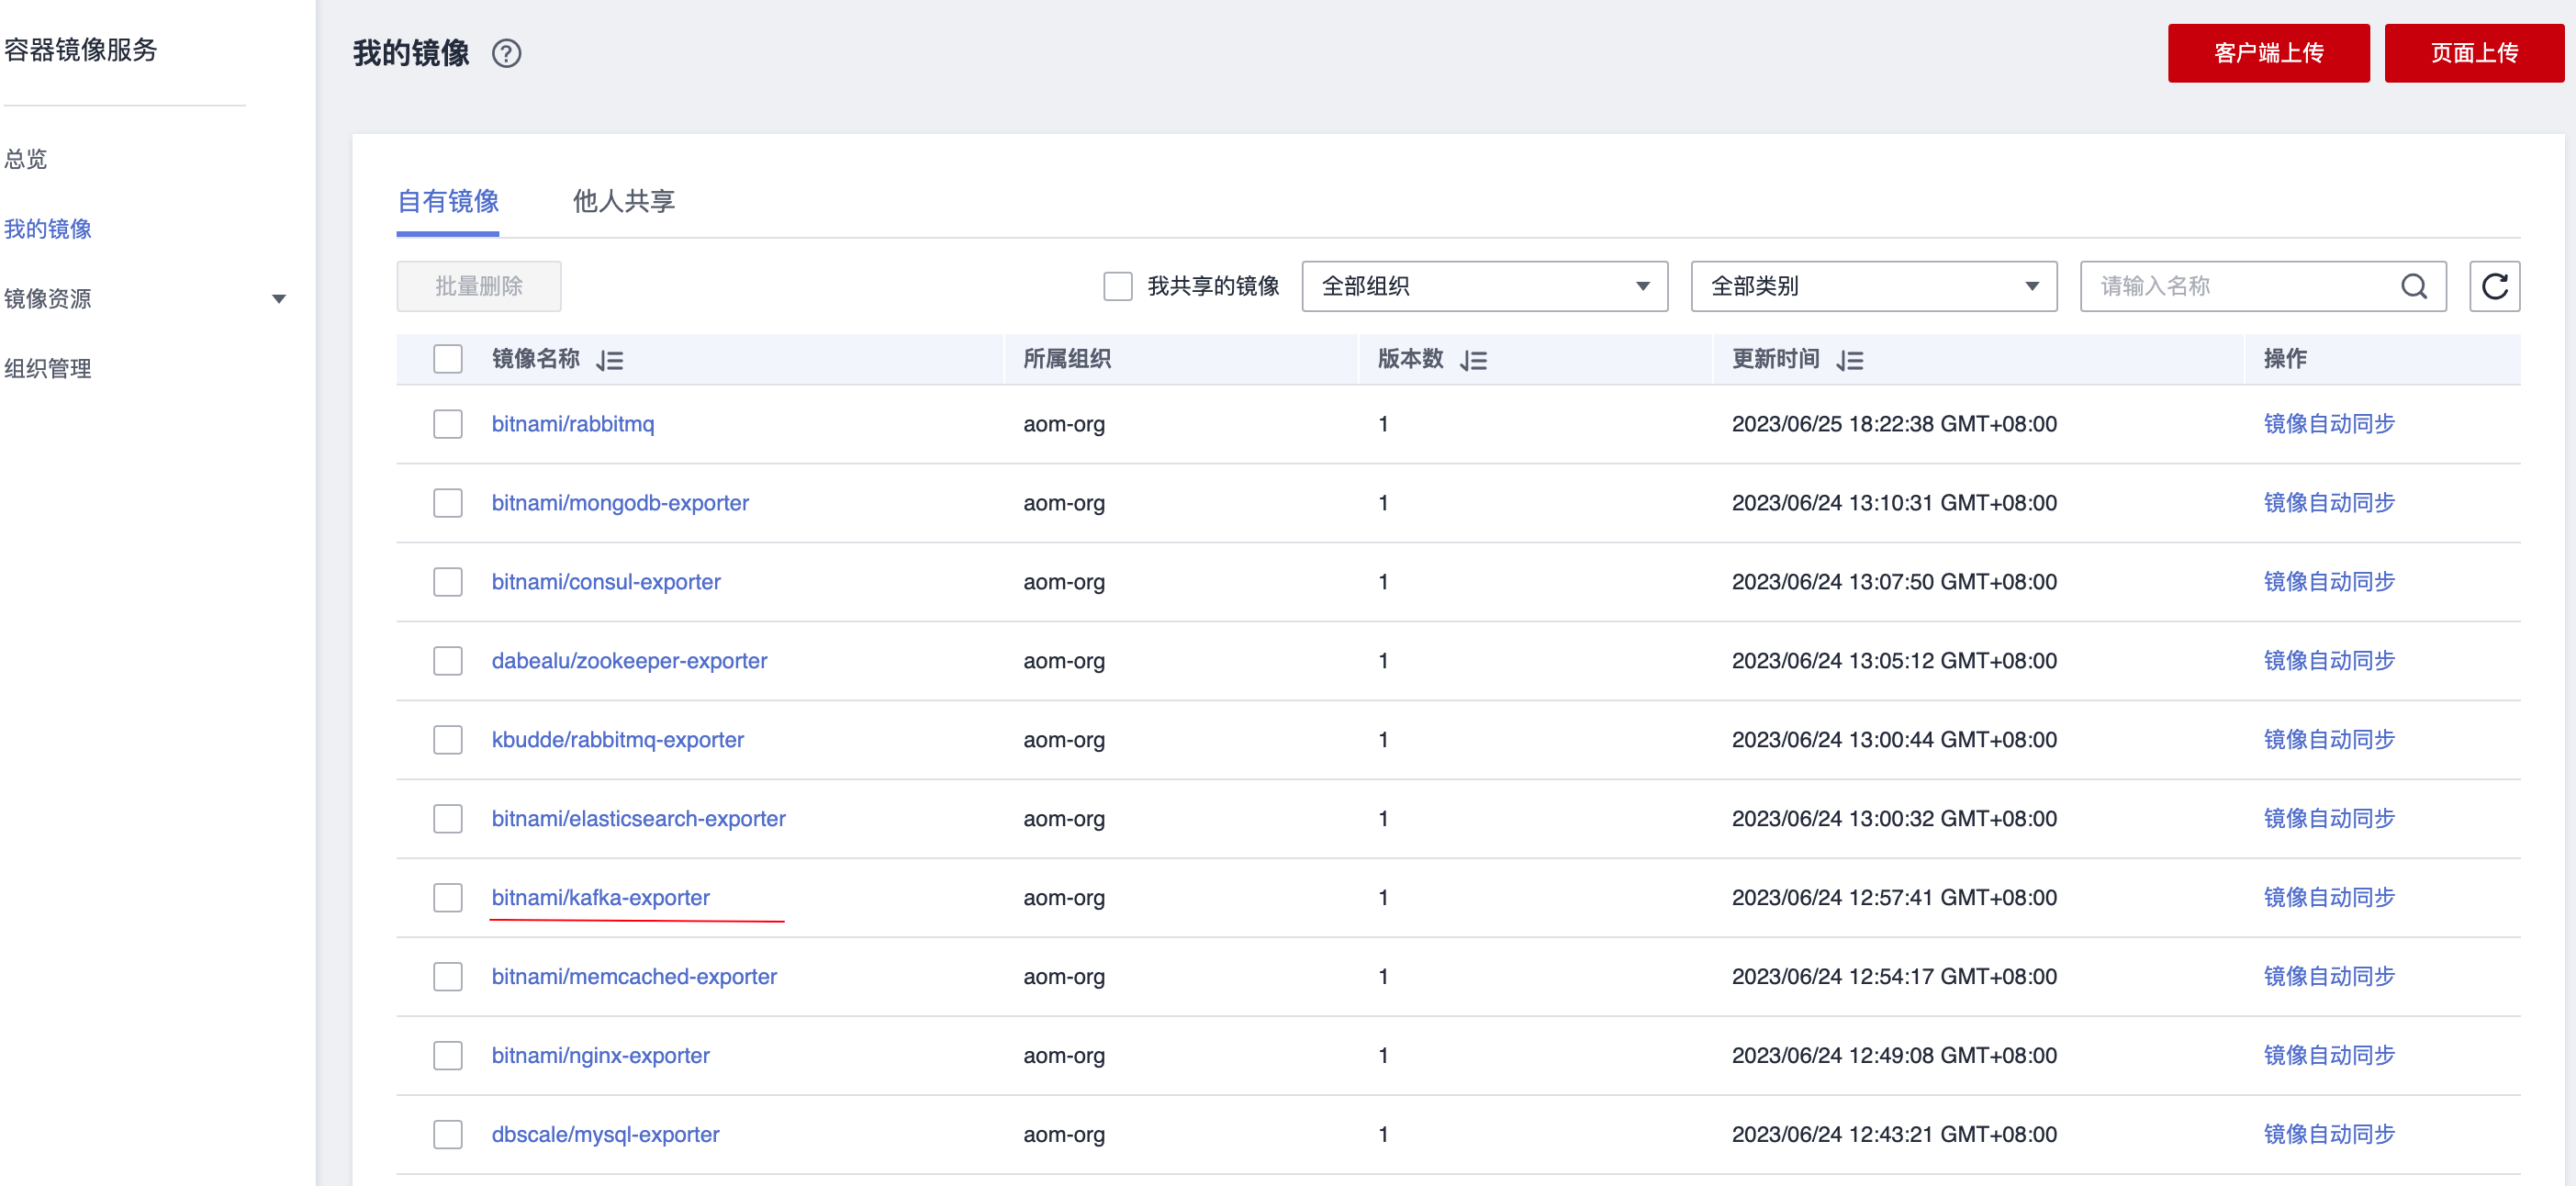 容器镜像服务
总览
我的镜像
镜像资源
组织管理
我的镜像 ?
客户端上传 页面上传
自有镜像 他人共享
批量删除 我共享的镜像 全部组织 全部类别 请输入名称
镜像名称 所属组织 版本数 更新时间 操作
bitnami/rabbitmq aom-org 1 2023/06/25 18:22:38 GMT+08:00 镜像自动同步
bitnami/mongodb-exporter aom-org 1 2023/06/24 13:10:31 GMT+08:00 镜像自动同步
bitnami/consul-exporter aom-org 1 2023/06/24 13:07:50 GMT+08:00 镜像自动同步
dabealu/zookeeper-exporter aom-org 1 2023/06/24 13:05:12 GMT+08:00 镜像自动同步
kbudde/rabbitmq-exporter aom-org 1 2023/06/24 13:00:44 GMT+08:00 镜像自动同步
bitnami/elasticsearch-exporter aom-org 1 2023/06/24 13:00:32 GMT+08:00 镜像自动同步
bitnami/kafka-exporter aom-org 1 2023/06/24 12:57:41 GMT+08:00 镜像自动同步
bitnami/memcached-exporter aom-org 1 2023/06/24 12:54:17 GMT+08:00 镜像自动同步
bitnami/nginx-exporter aom-org 1 2023/06/24 12:49:08 GMT+08:00 镜像自动同步
dbscale/mysql-exporter aom-org 1 2023/06/24 12:43:21 GMT+08:00 镜像自动同步